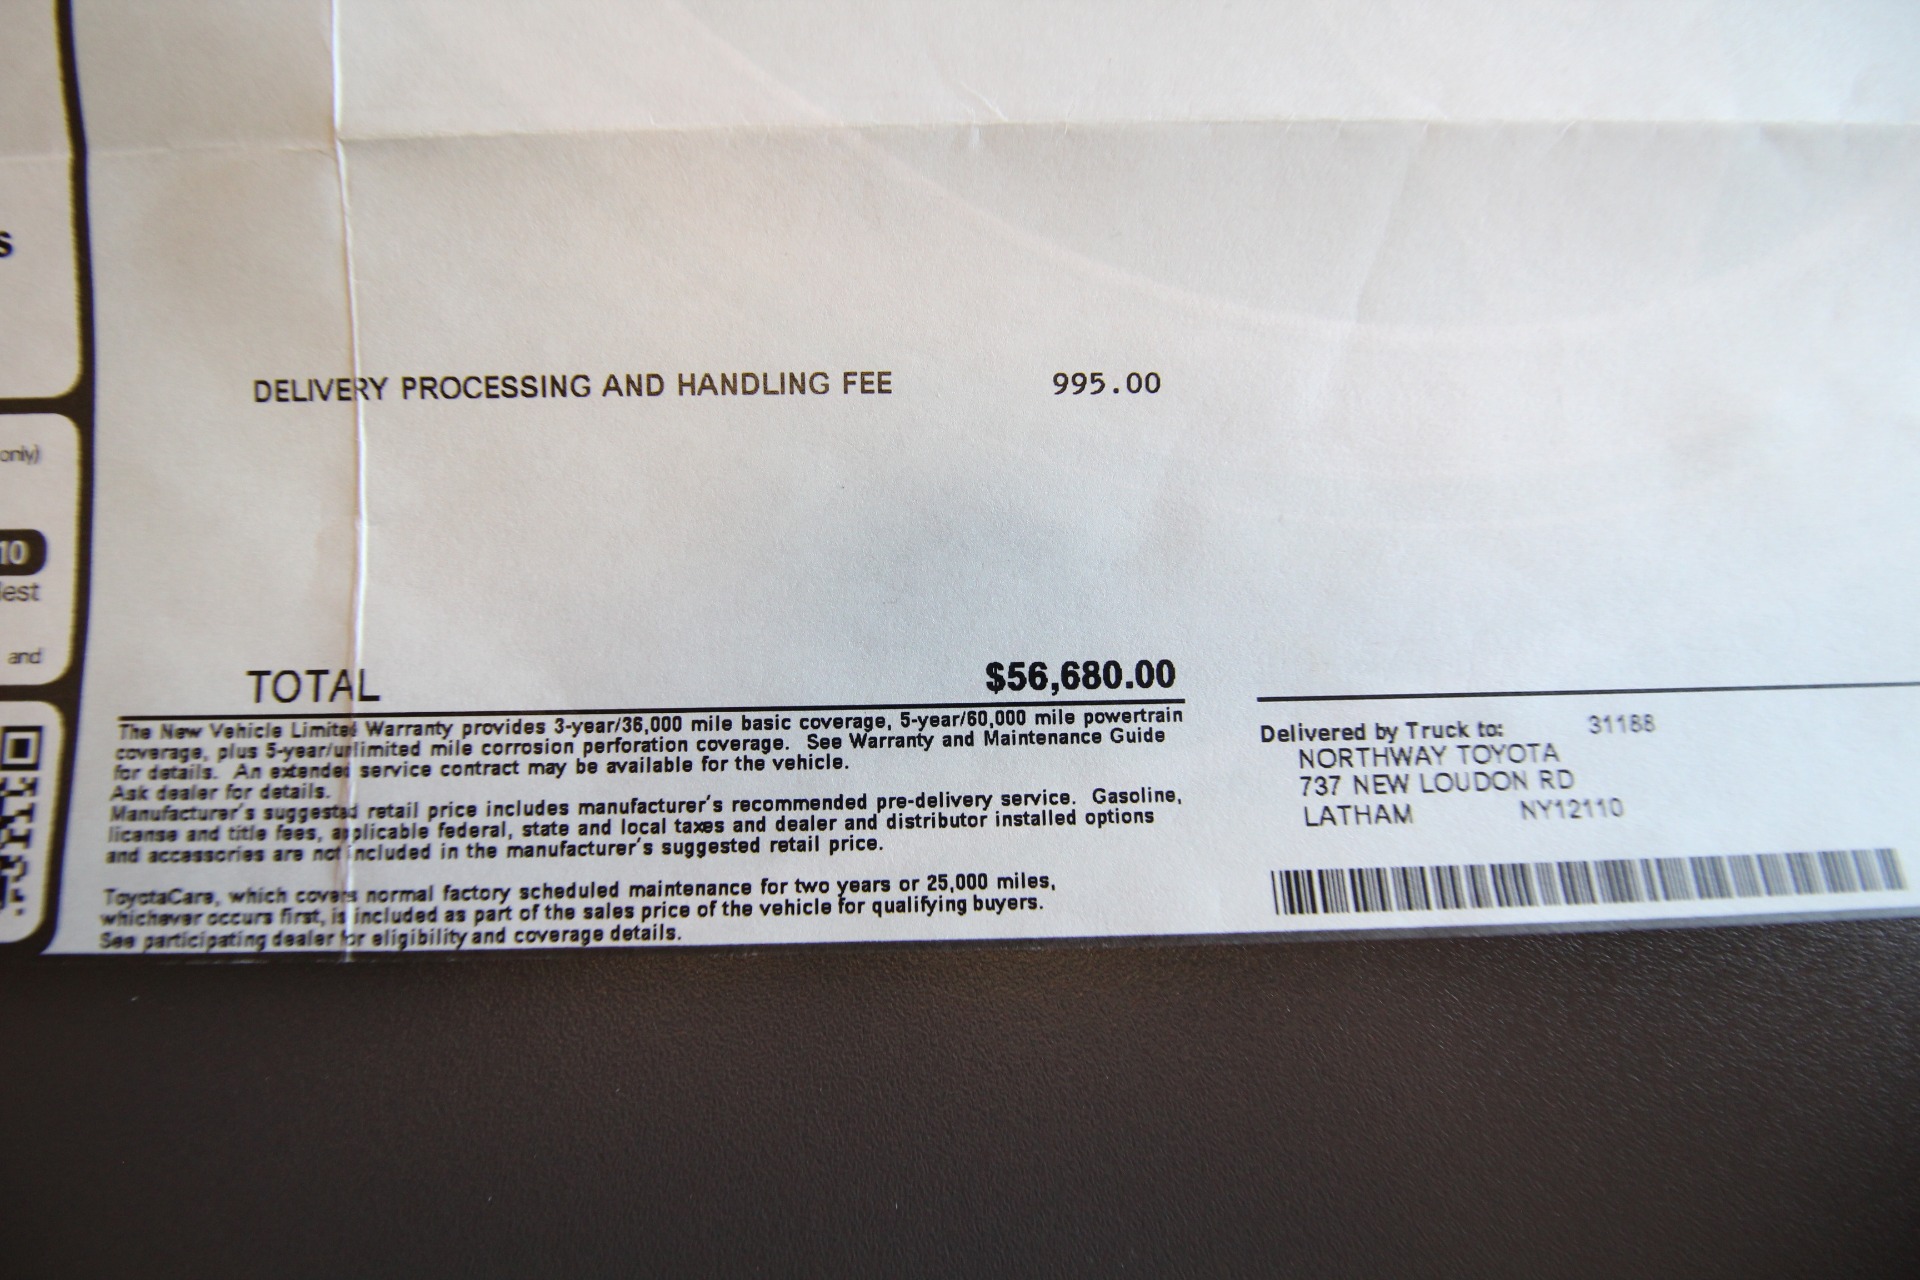 s
only)
10
and
DELIVERY PROCESSING AND HANDLING FEE 995.00
TOTAL $56,680.00
The New Vehicle Limited Warranty provides 3-year/36,000 mile basic coverage, 5-year/60,000 mile powertrain
coverage, plus 5-year/unlimited mile corrosion perforation coverage. See Warranty and Maintenance Guide
for details. An extended service contract may be available for the vehicle.
Ask dealer for details.
Manufacturer's suggested retail price includes manufacturer's recommended pre-delivery service. Gasoline,
license and title fees, applicable federal, state and local taxes and dealer and distributor installed options
and accessories are not included in the manufacturer's suggested retail price.
ToyotaCare, which covers normal factory scheduled maintenance for two years or 25,000 miles,
whichever occurs first, is included as part of the sales price of the vehicle for qualifying buyers.
See participating dealer for eligibility and coverage details.
Delivered by Truck to: 31188
NORTHWAY TOYOTA
737 NEW LOUDON RD
LATHAM NY12110